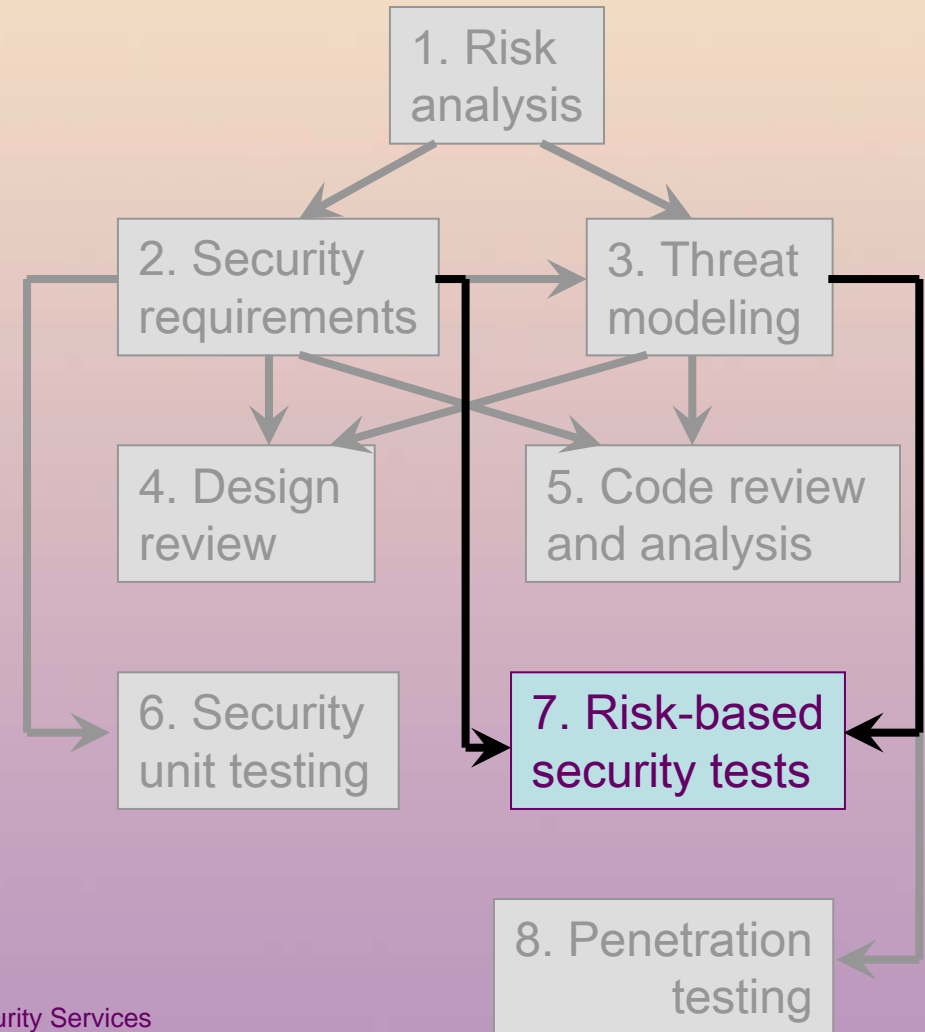 1. Risk
analysis
2. Security
requirements
3. Threat
modeling
4. Design
review
5. Code review
and analysis
6. Security
unit testing
7. Risk-based
security tests
8. Penetration
testing
urity Services